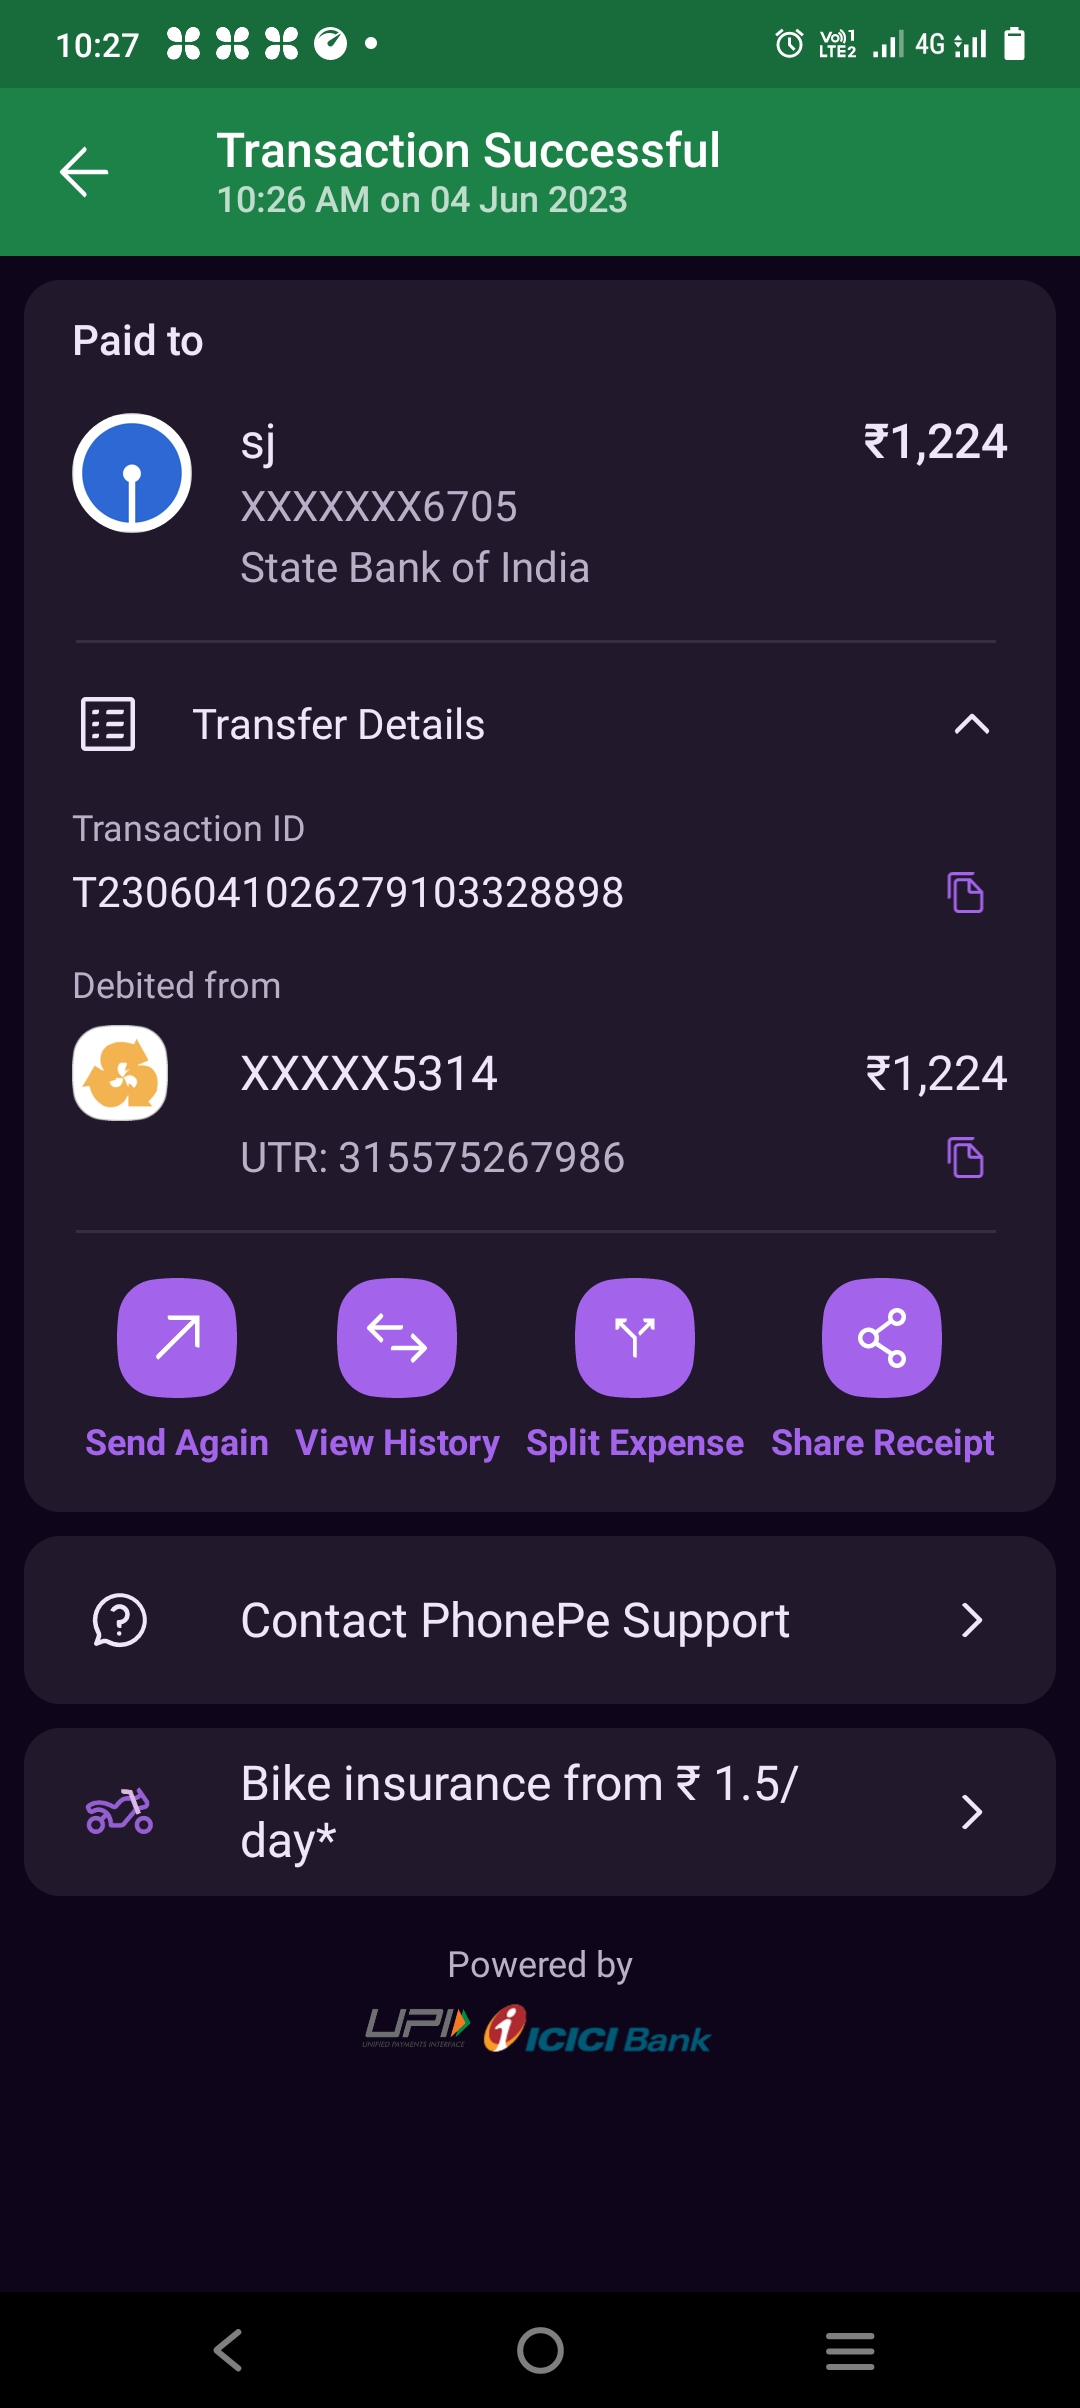 10:27
Vo))1 LTE2 4G
Transaction Successful
10:26 AM on 04 Jun 2023
Paid to
sj ₹1,224
XXXXXXX6705
State Bank of India
Transfer Details
Transaction ID
T2306041026279103328898
Debited from
XXXXX5314 ₹1,224
UTR: 315575267986
Send Again View History Split Expense Share Receipt
Contact PhonePe Support
Bike insurance from ₹ 1.5/
day*
Powered by
UPI ICICI Bank
UNIFIED PAYMENTS INTERFACE